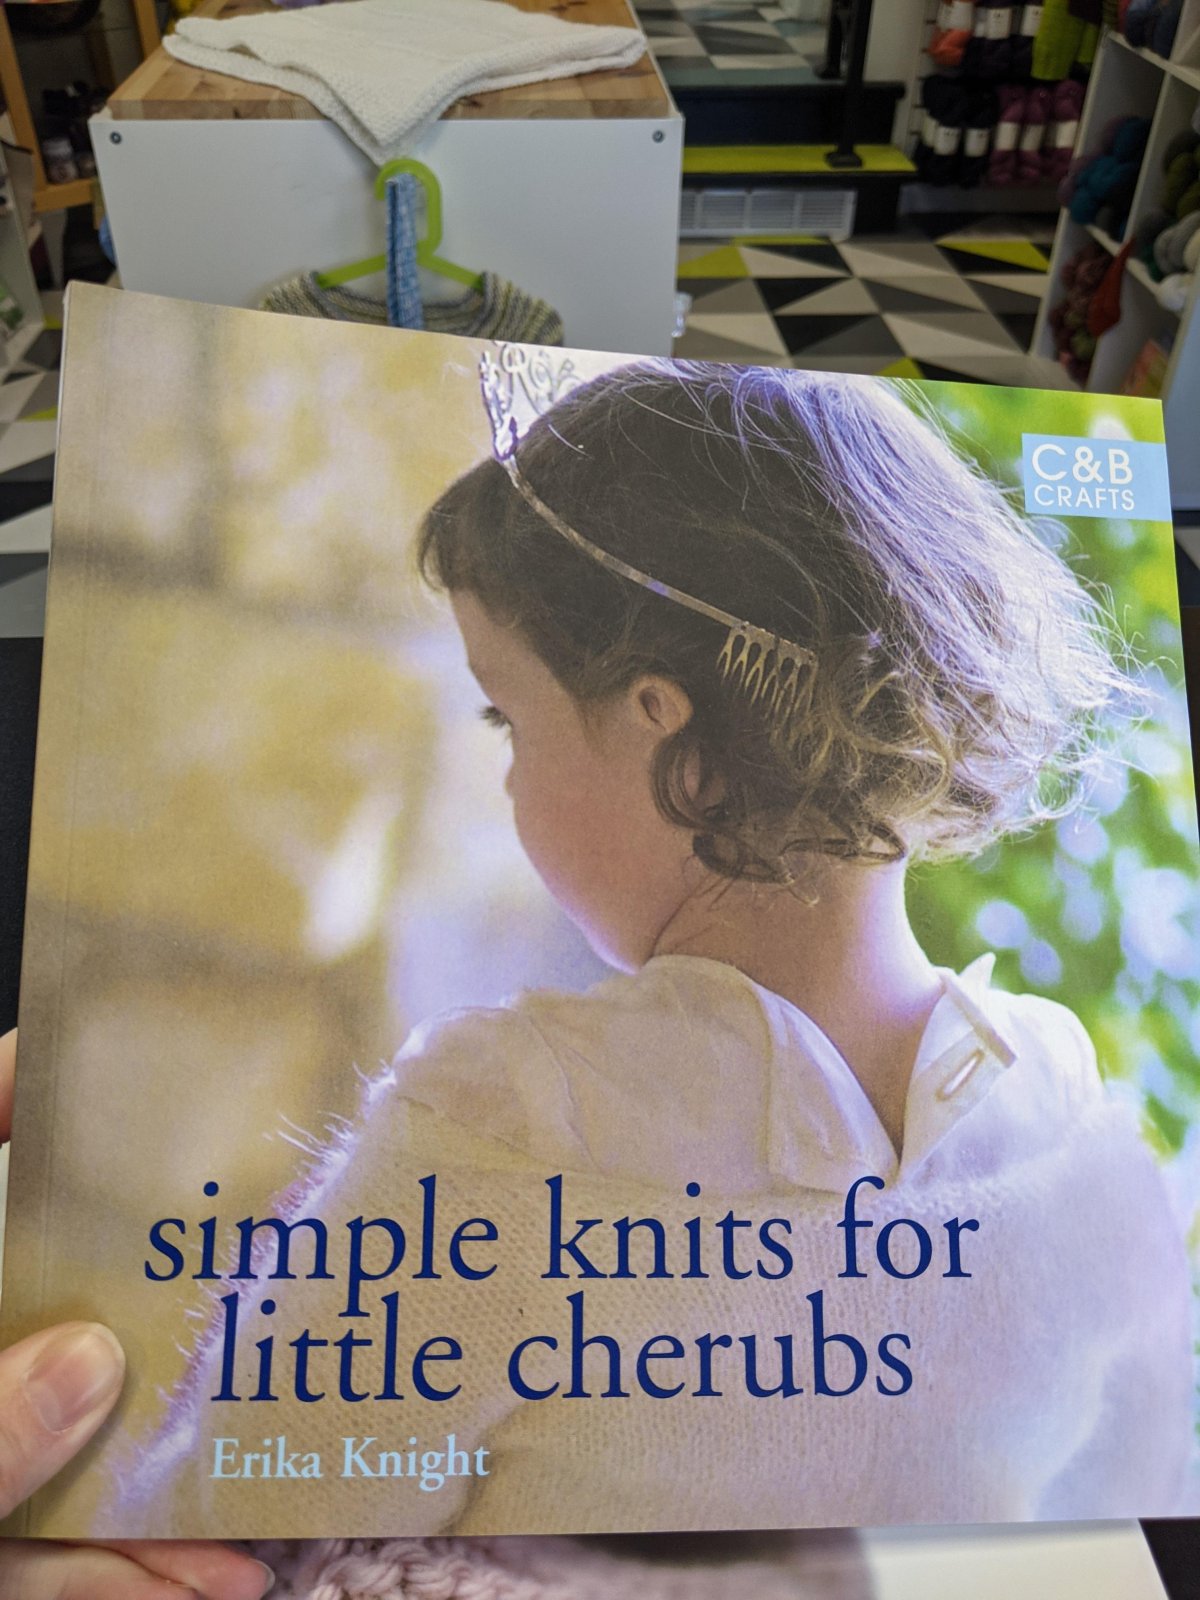 C&B
CRAFTS
simple knits for
little cherubs
Erika Knight